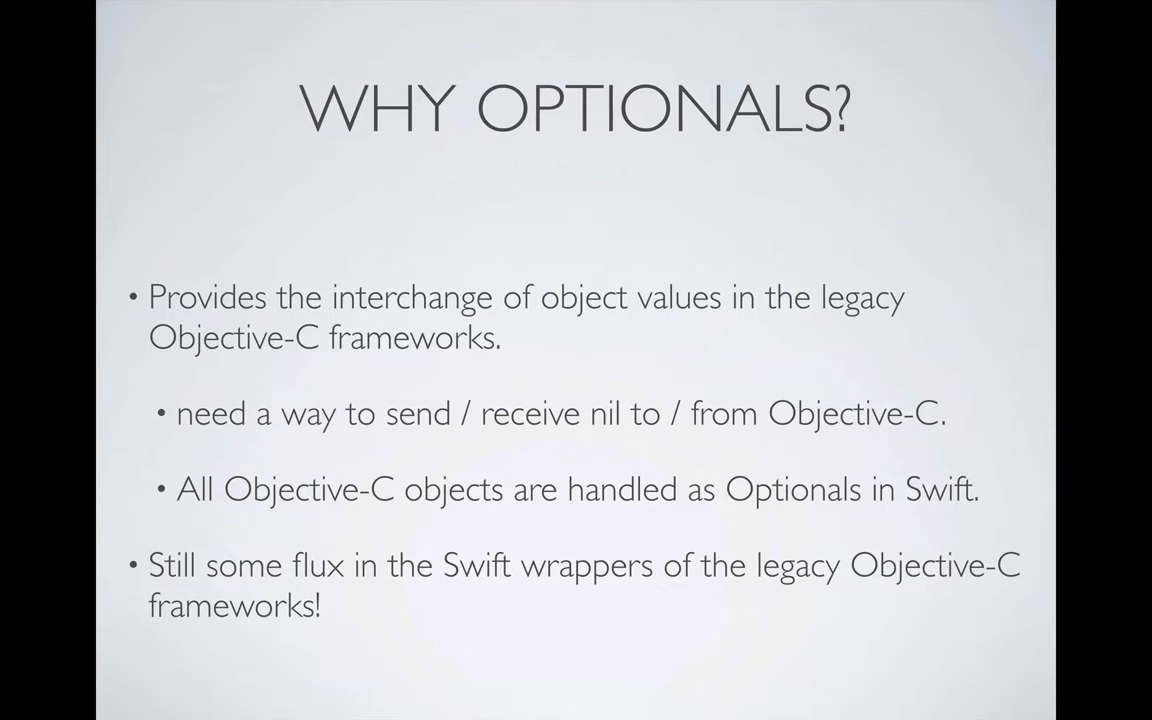 WHY OPTIONALS?
• Provides the interchange of object values in the legacy
Objective-C frameworks.
• need a way to send / receive nil to / from Objective-C.
• All Objective-C objects are handled as Optionals in Swift.
• Still some flux in the Swift wrappers of the legacy Objective-C
frameworks!